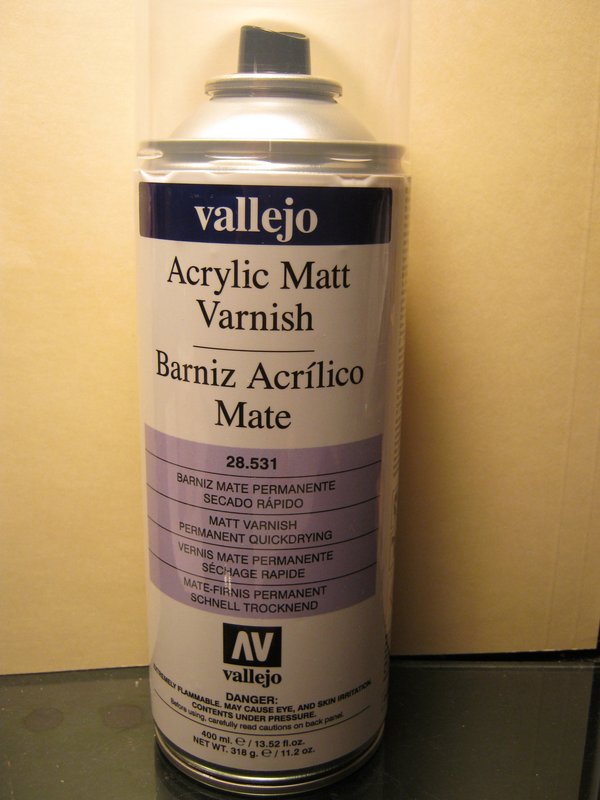 vallejo
Acrylic Matt
Varnish
Barniz Acrílico
Mate
28.531
BARNIZ MATE PERMANENTE
SECADO RÁPIDO
MATT VARNISH
PERMANENT QUICKDRYING
VERNIS MATE PERMANENTE
SÉCHAGE RAPIDE
MATE-FIRNIS PERMANENT
SCHNELL TROCKNEND
AV
vallejo
DANGER:
EXTREMELY FLAMMABLE. MAY CAUSE EYE, AND SKIN IRRITATION.
CONTENTS UNDER PRESSURE.
Before using, carefully read cautions on back panel.
400 ml. ℮ / 13.52 fl.oz.
NET WT. 318 g. ℮ / 11.2 oz.